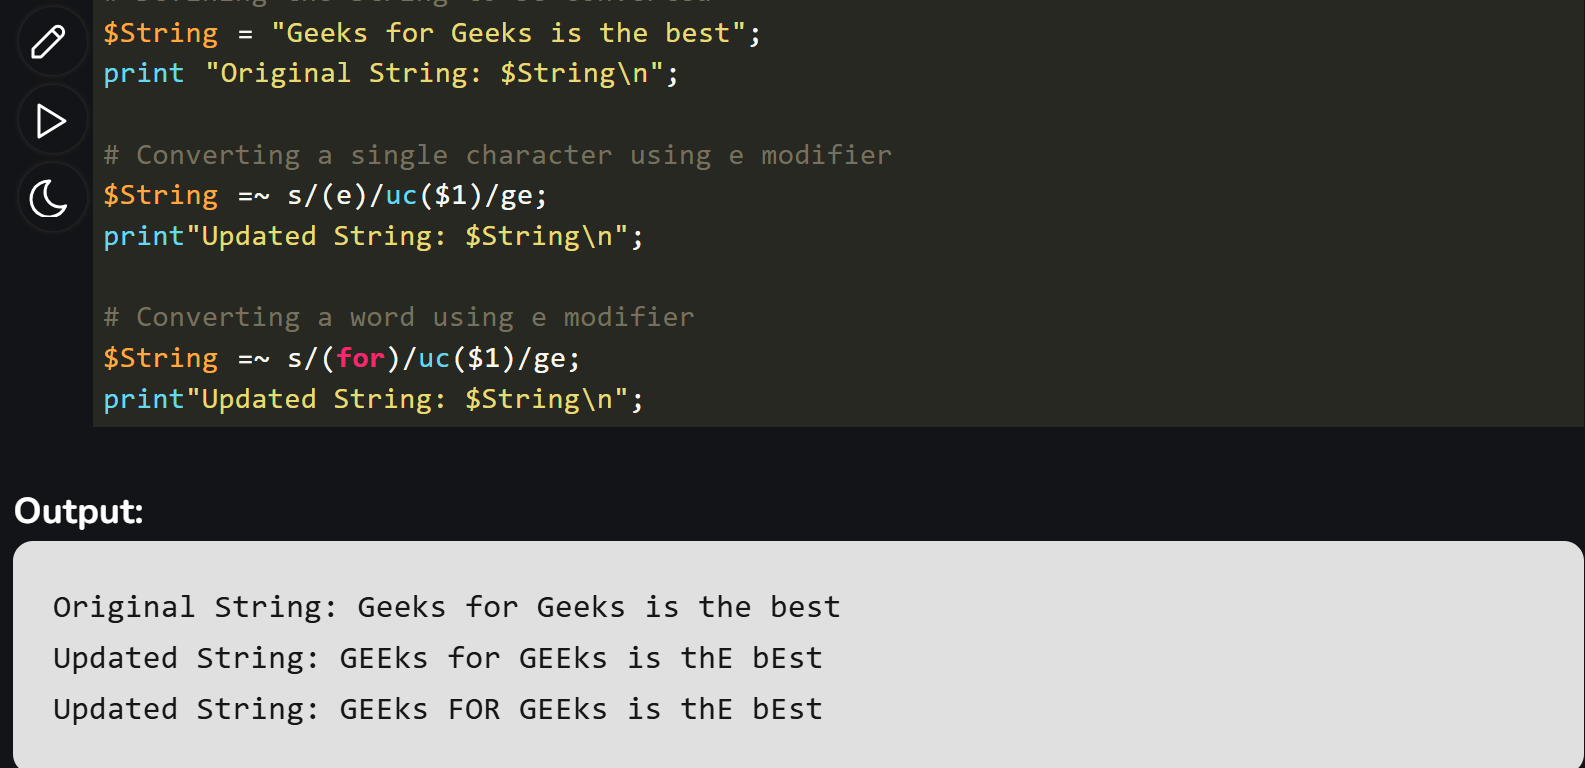 $String = "Geeks for Geeks is the best";
print "Original String: $String\n";
# Converting a single character using e modifier
$String =~ s/(e)/uc($1)/ge;
print"Updated String: $String\n";
# Converting a word using e modifier
$String =~ s/(for)/uc($1)/ge;
print"Updated String: $String\n";
Output:
Original String: Geeks for Geeks is the best
Updated String: GEEks for GEEks is thE bEst
Updated String: GEEks FOR GEEks is thE bEst